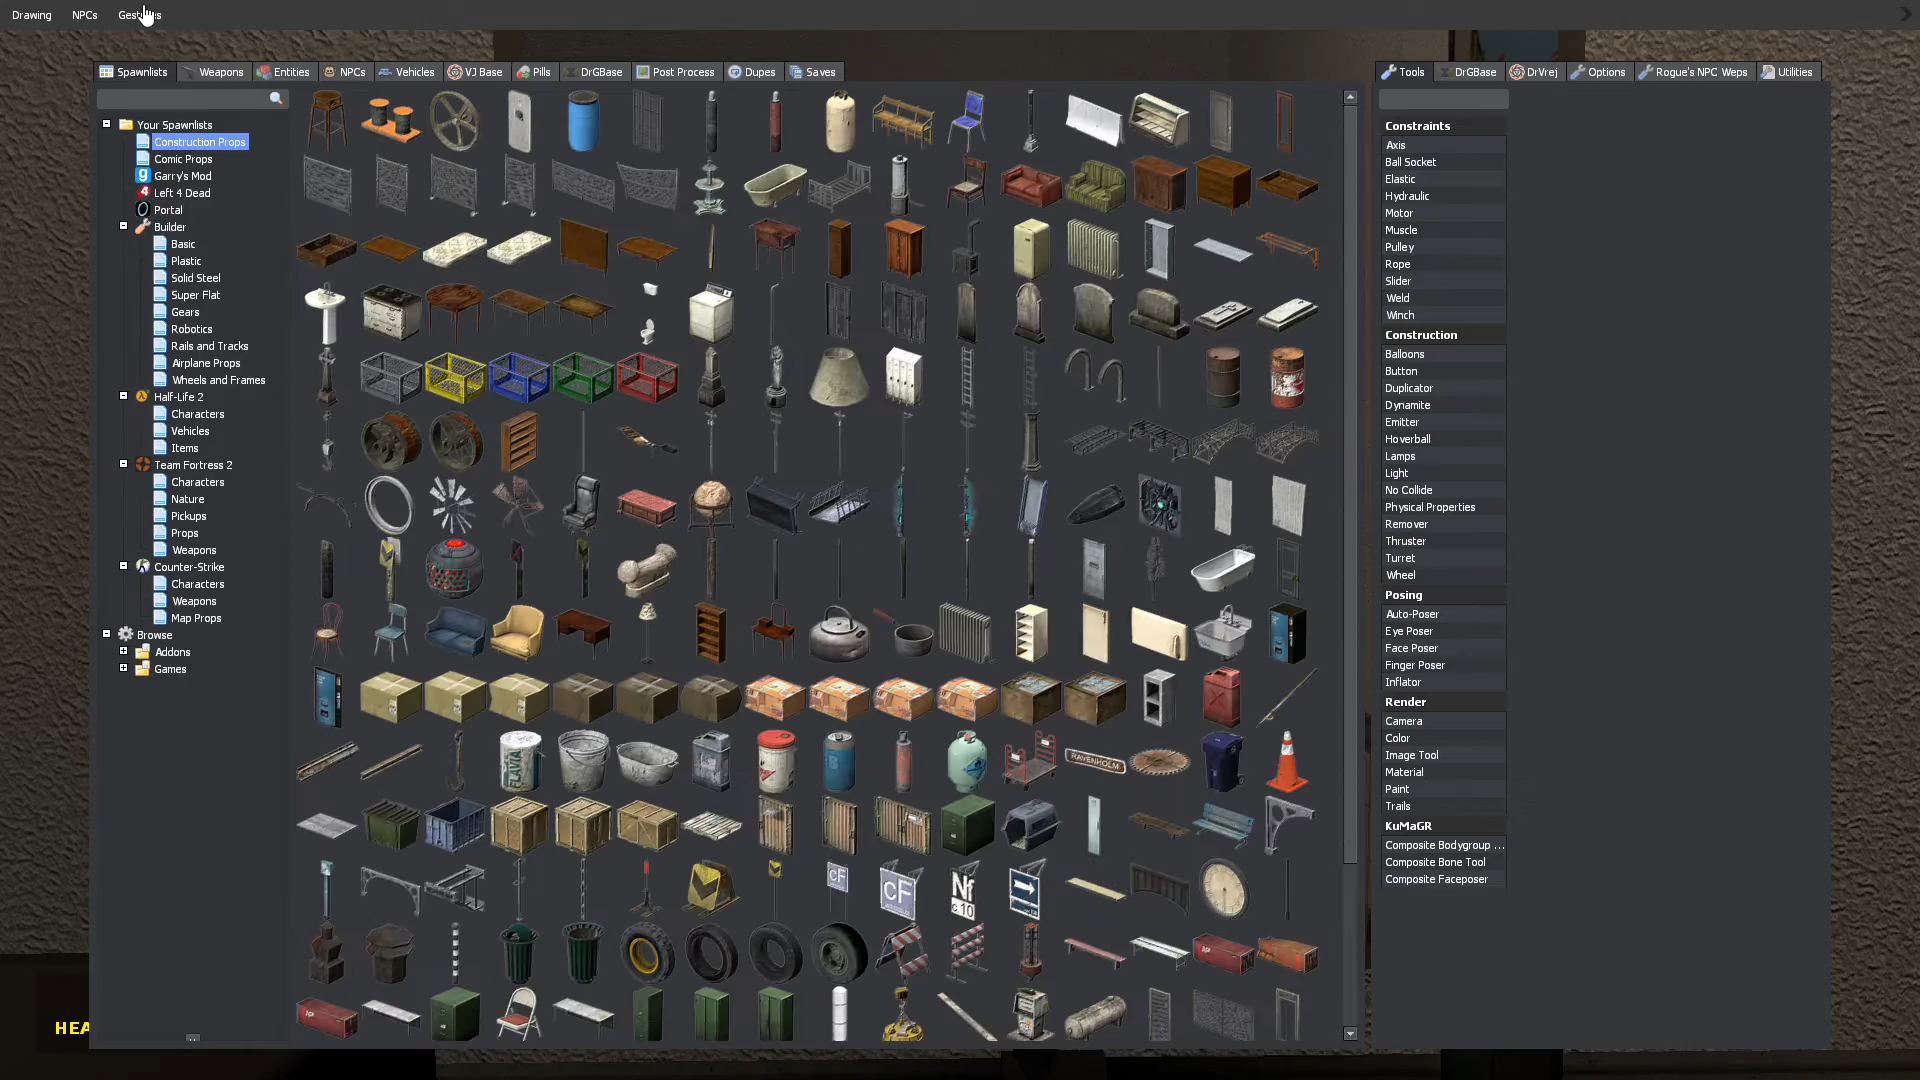 Drawing NPCs
Spawnlists Weapons Entities NPCs Vehicles VJ Base Pills DrGBase Post Process Dupes Saves
Your Spawnlists
Construction Props
Comic Props
Garry's Mod
Left 4 Dead
Portal
Builder
Basic
Plastic
Solid Steel
Super Flat
Gears
Robotics
Rails and Tracks
Airplane Props
Wheels and Frames
Half-Life 2
Characters
Vehicles
Items
Team Fortress 2
Characters
Nature
Pickups
Props
Weapons
Counter-Strike
Characters
Weapons
Map Props
Browse
Addons
Games
RAVENHOLM
cF
cF
Nf
c 10
HEA
Tools DrGBase DrVrej Options Rogue's NPC Weps Utilities
Constraints
Axis
Ball Socket
Elastic
Hydraulic
Motor
Muscle
Pulley
Rope
Slider
Weld
Winch
Construction
Balloons
Button
Duplicator
Dynamite
Emitter
Hoverball
Lamps
Light
No Collide
Physical Properties
Remover
Thruster
Turret
Wheel
Posing
Auto-Poser
Eye Poser
Face Poser
Finger Poser
Inflator
Render
Camera
Color
Image Tool
Material
Paint
Trails
KuMaGR
Composite Bodygroup ...
Composite Bone Tool
Composite Faceposer